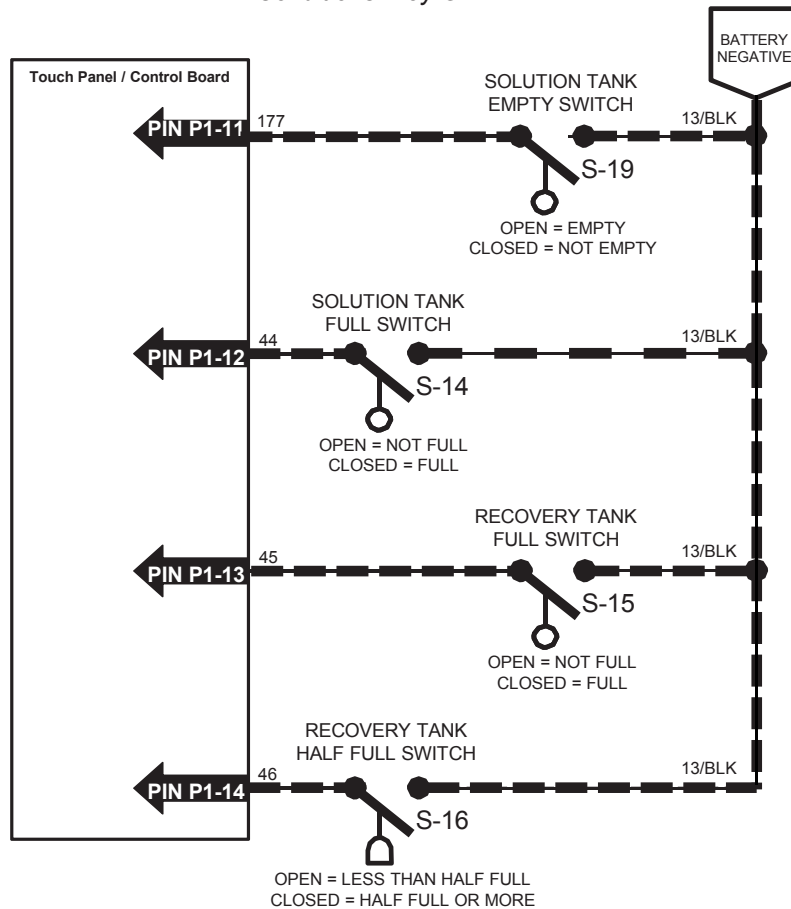 BATTERY
NEGATIVE
Touch Panel / Control Board
SOLUTION TANK
EMPTY SWITCH
PIN P1-11
177
13/BLK
S-19
OPEN = EMPTY
CLOSED = NOT EMPTY
SOLUTION TANK
FULL SWITCH
PIN P1-12
44
13/BLK
S-14
OPEN = NOT FULL
CLOSED = FULL
RECOVERY TANK
FULL SWITCH
PIN P1-13
45
13/BLK
S-15
OPEN = NOT FULL
CLOSED = FULL
RECOVERY TANK
HALF FULL SWITCH
PIN P1-14
46
13/BLK
S-16
OPEN = LESS THAN HALF FULL
CLOSED = HALF FULL OR MORE